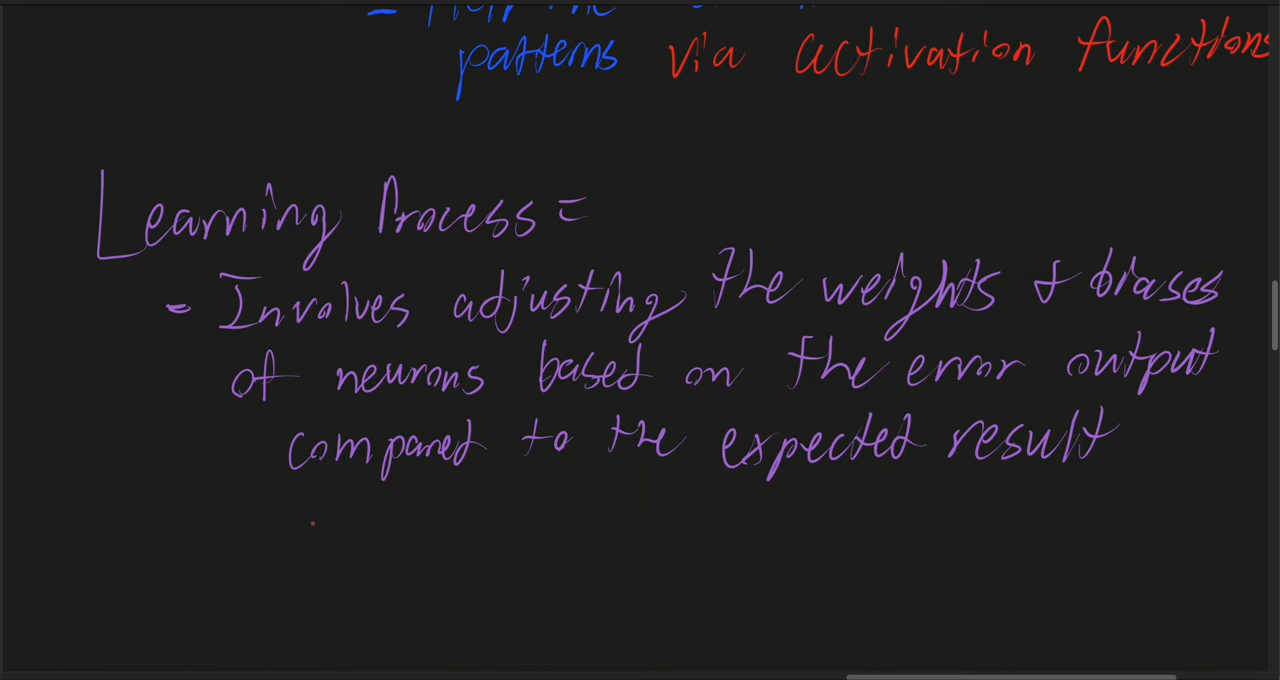 patterns via activation functions
Learning Process =
- Involves adjusting the weights & biases
of neurons based on the error output
compared to the expected result